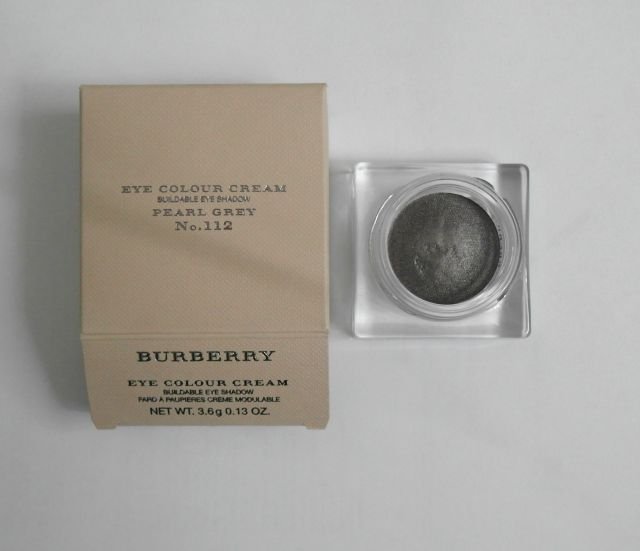 EYE COLOUR CREAM
BUILDABLE EYE SHADOW
PEARL GREY
No.112
BURBERRY
EYE COLOUR CREAM
BUILDABLE EYE SHADOW
FARD À PAUPIÈRES CRÈME MODULABLE
NET WT. 3.6g 0.13 OZ.